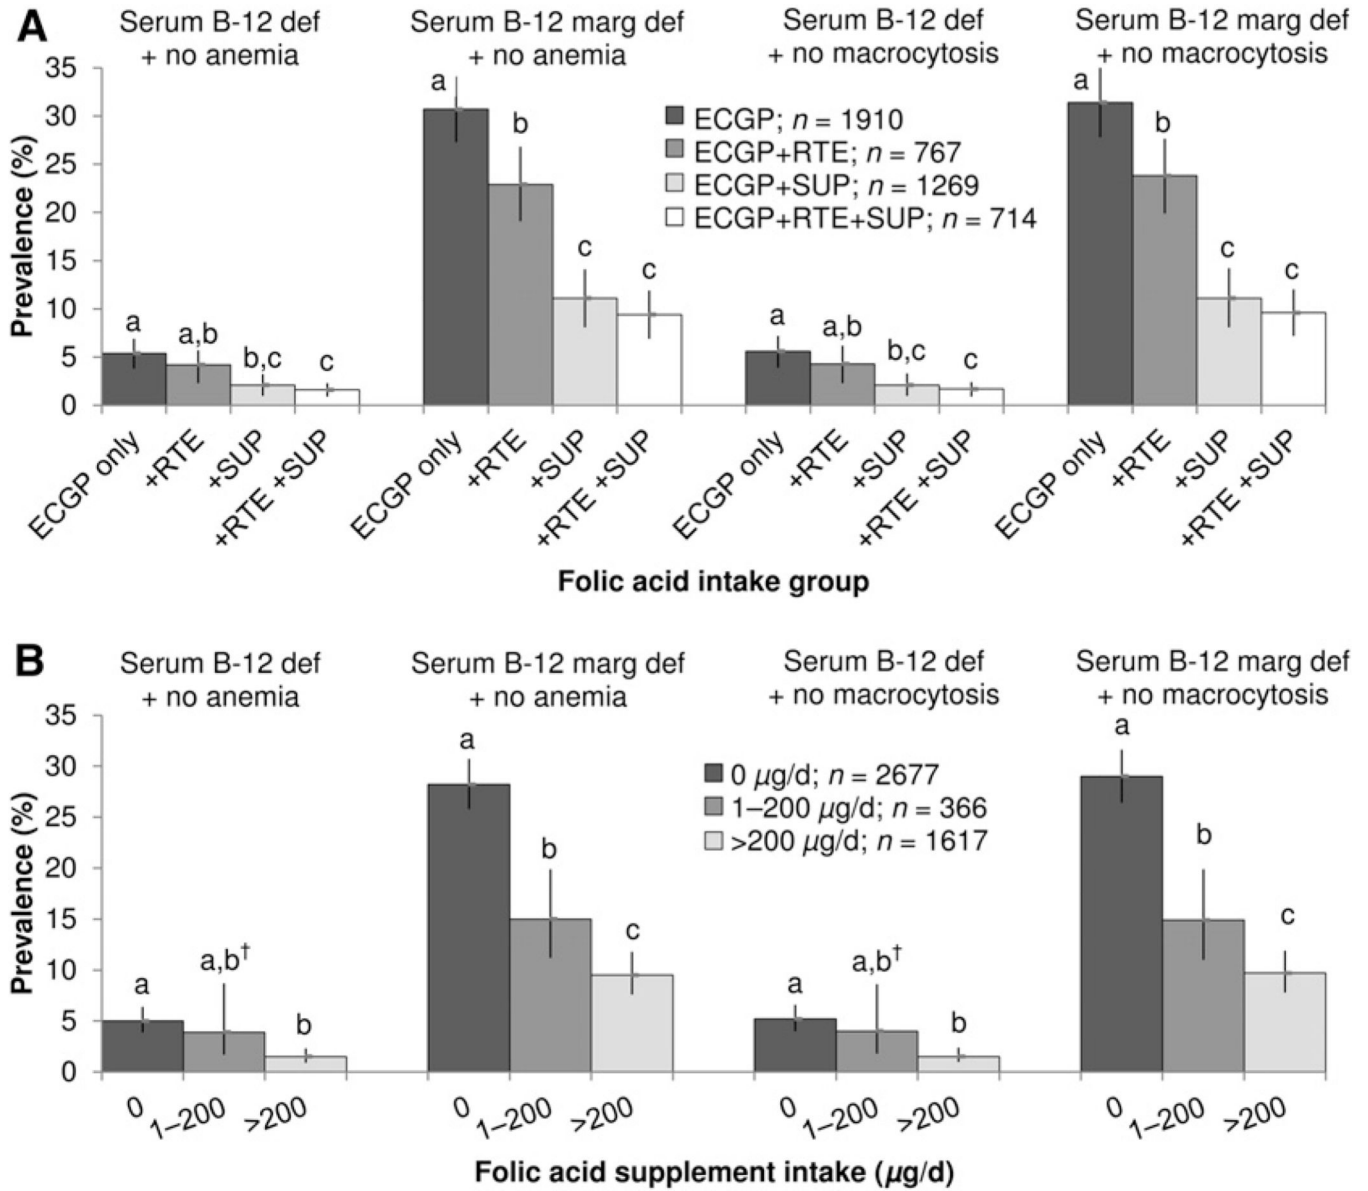 A
Serum B-12 def
+ no anemia
Serum B-12 marg def
+ no anemia
Serum B-12 def
+ no macrocytosis
Serum B-12 marg def
+ no macrocytosis
Prevalence (%)
35
30
25
20
15
10
5
0
a
a,b
b,c
c
a
b
c
c
a
a,b
b,c
c
a
b
c
c
ECGP; n = 1910
ECGP+RTE; n = 767
ECGP+SUP; n = 1269
ECGP+RTE+SUP; n = 714
ECGP only
+RTE
+SUP
+RTE +SUP
ECGP only
+RTE
+SUP
+RTE +SUP
ECGP only
+RTE
+SUP
+RTE +SUP
ECGP only
+RTE
+SUP
+RTE +SUP
Folic acid intake group
B
Serum B-12 def
+ no anemia
Serum B-12 marg def
+ no anemia
Serum B-12 def
+ no macrocytosis
Serum B-12 marg def
+ no macrocytosis
Prevalence (%)
35
30
25
20
15
10
5
0
a
a,b†
b
a
b
c
a
a,b†
b
a
b
c
0 µg/d; n = 2677
1–200 µg/d; n = 366
>200 µg/d; n = 1617
0
1–200
>200
0
1–200
>200
0
1–200
>200
0
1–200
>200
Folic acid supplement intake (µg/d)